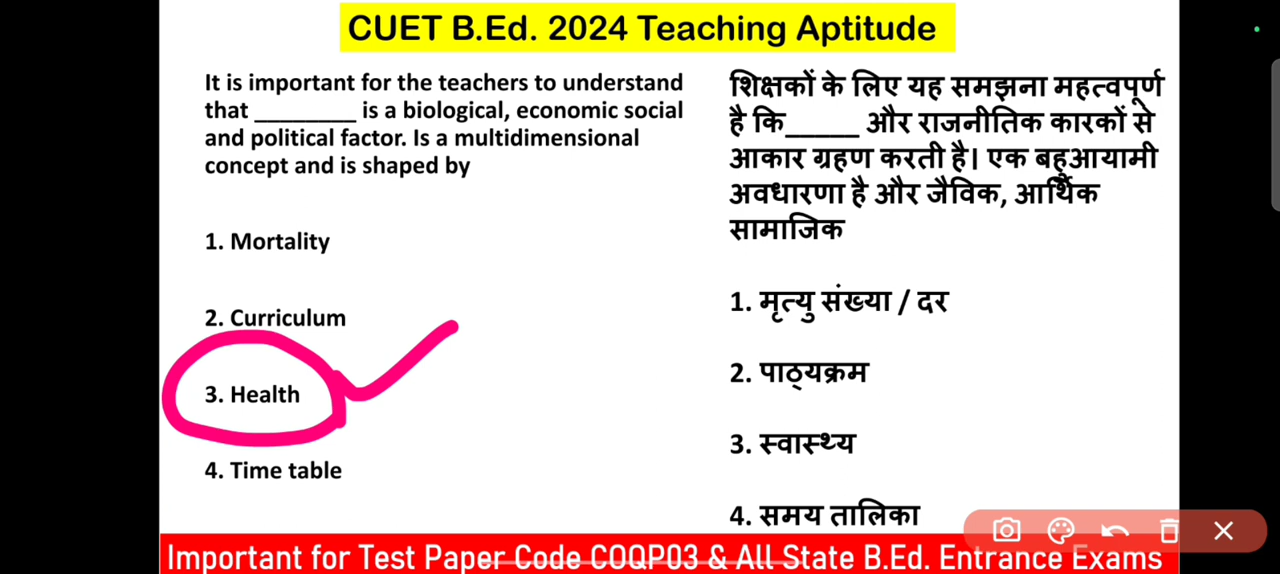 CUET B.Ed. 2024 Teaching Aptitude
It is important for the teachers to understand
that ________ is a biological, economic social
and political factor. Is a multidimensional
concept and is shaped by
1. Mortality
2. Curriculum
3. Health
4. Time table
शिक्षकों के लिए यह समझना महत्वपूर्ण
है कि_____ और राजनीतिक कारकों से
आकार ग्रहण करती है। एक बहुआयामी
अवधारणा है और जैविक, आर्थिक
सामाजिक
1. मृत्यु संख्या / दर
2. पाठ्यक्रम
3. स्वास्थ्य
4. समय तालिका
Important for Test Paper Code COQP03 & All State B.Ed. Entrance Exams